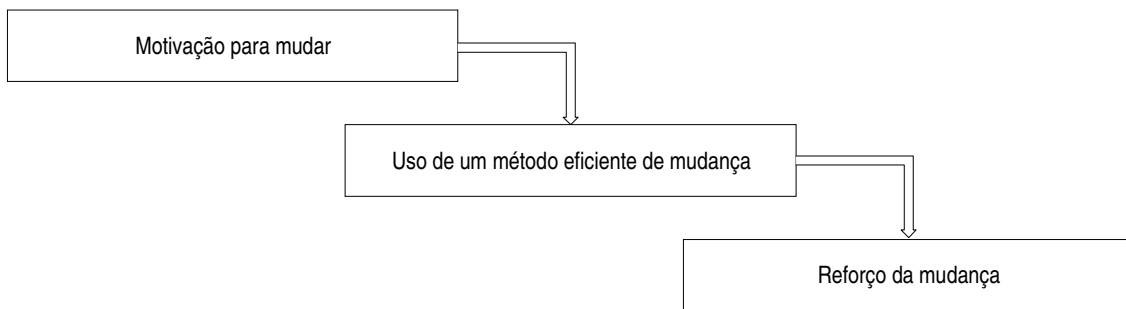 Motivação para mudar
Uso de um método eficiente de mudança
Reforço da mudança